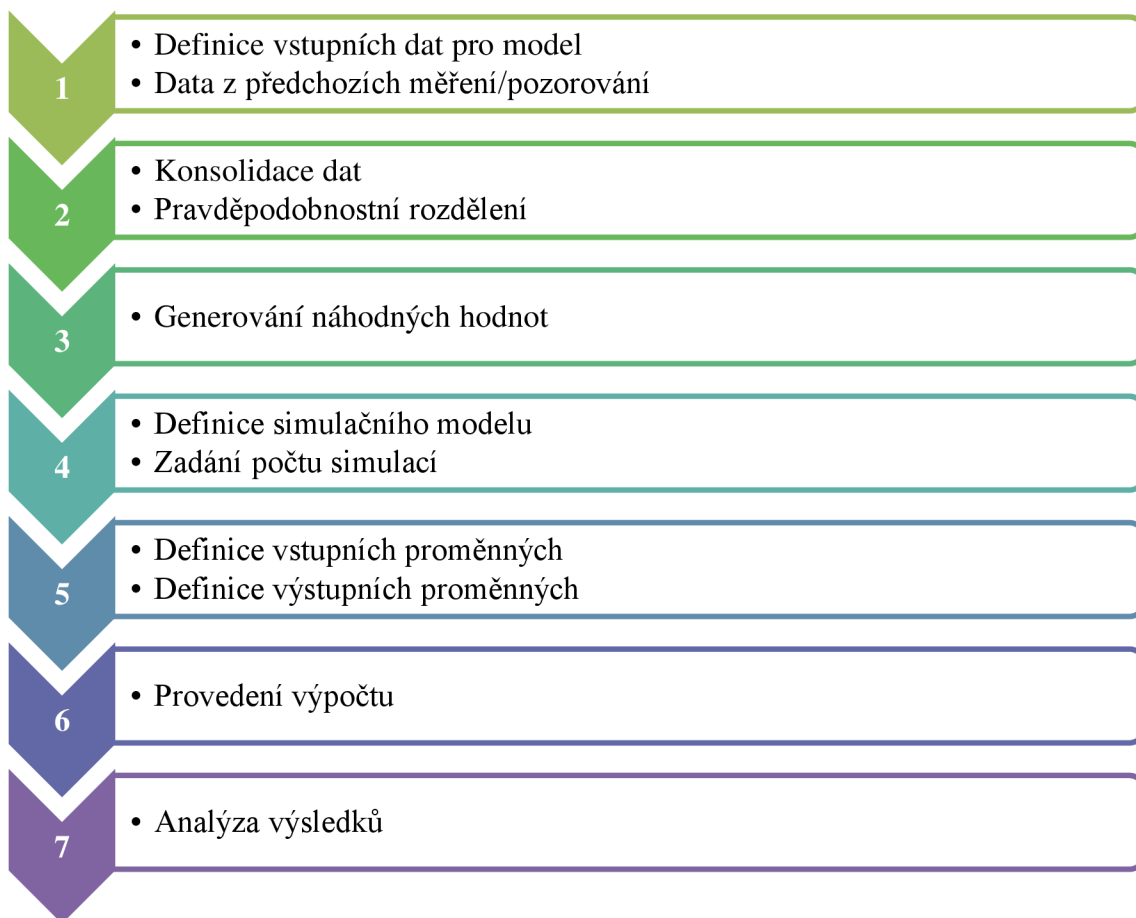 1
• Definice vstupních dat pro model
• Data z předchozích měření/pozorování
2
• Konsolidace dat
• Pravděpodobnostní rozdělení
3
• Generování náhodných hodnot
4
• Definice simulačního modelu
• Zadání počtu simulací
5
• Definice vstupních proměnných
• Definice výstupních proměnných
6
• Provedení výpočtu
7
• Analýza výsledků